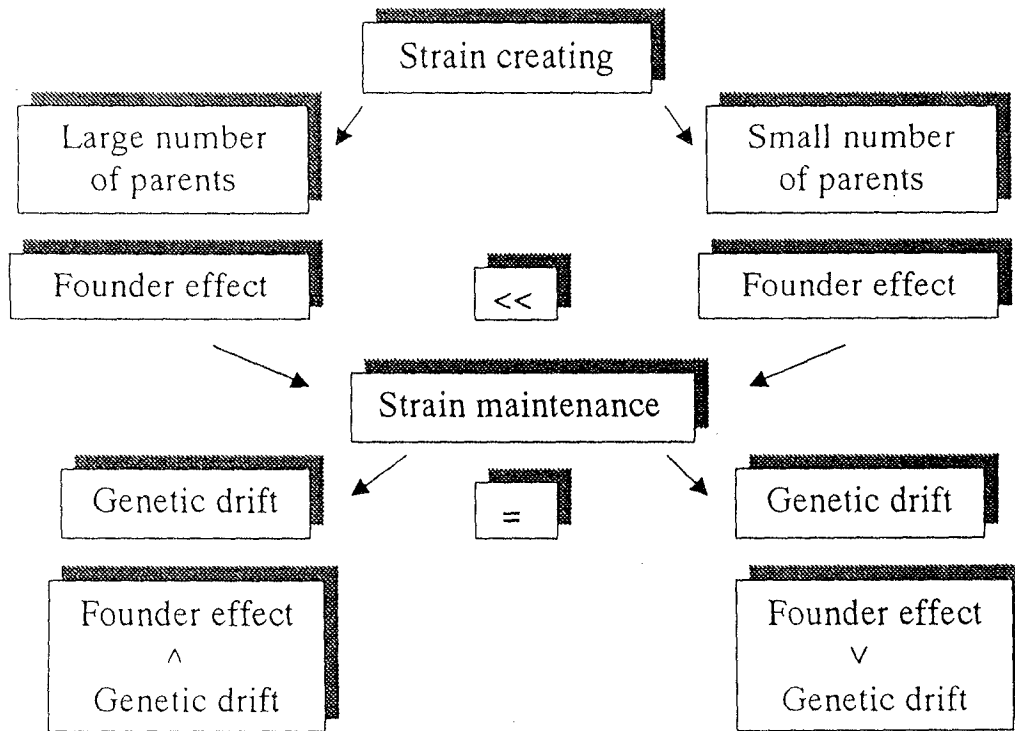 Strain creating
Large number
of parents
Small number
of parents
Founder effect
<<
Founder effect
Strain maintenance
Genetic drift
=
Genetic drift
Founder effect
^
Genetic drift
Founder effect
v
Genetic drift